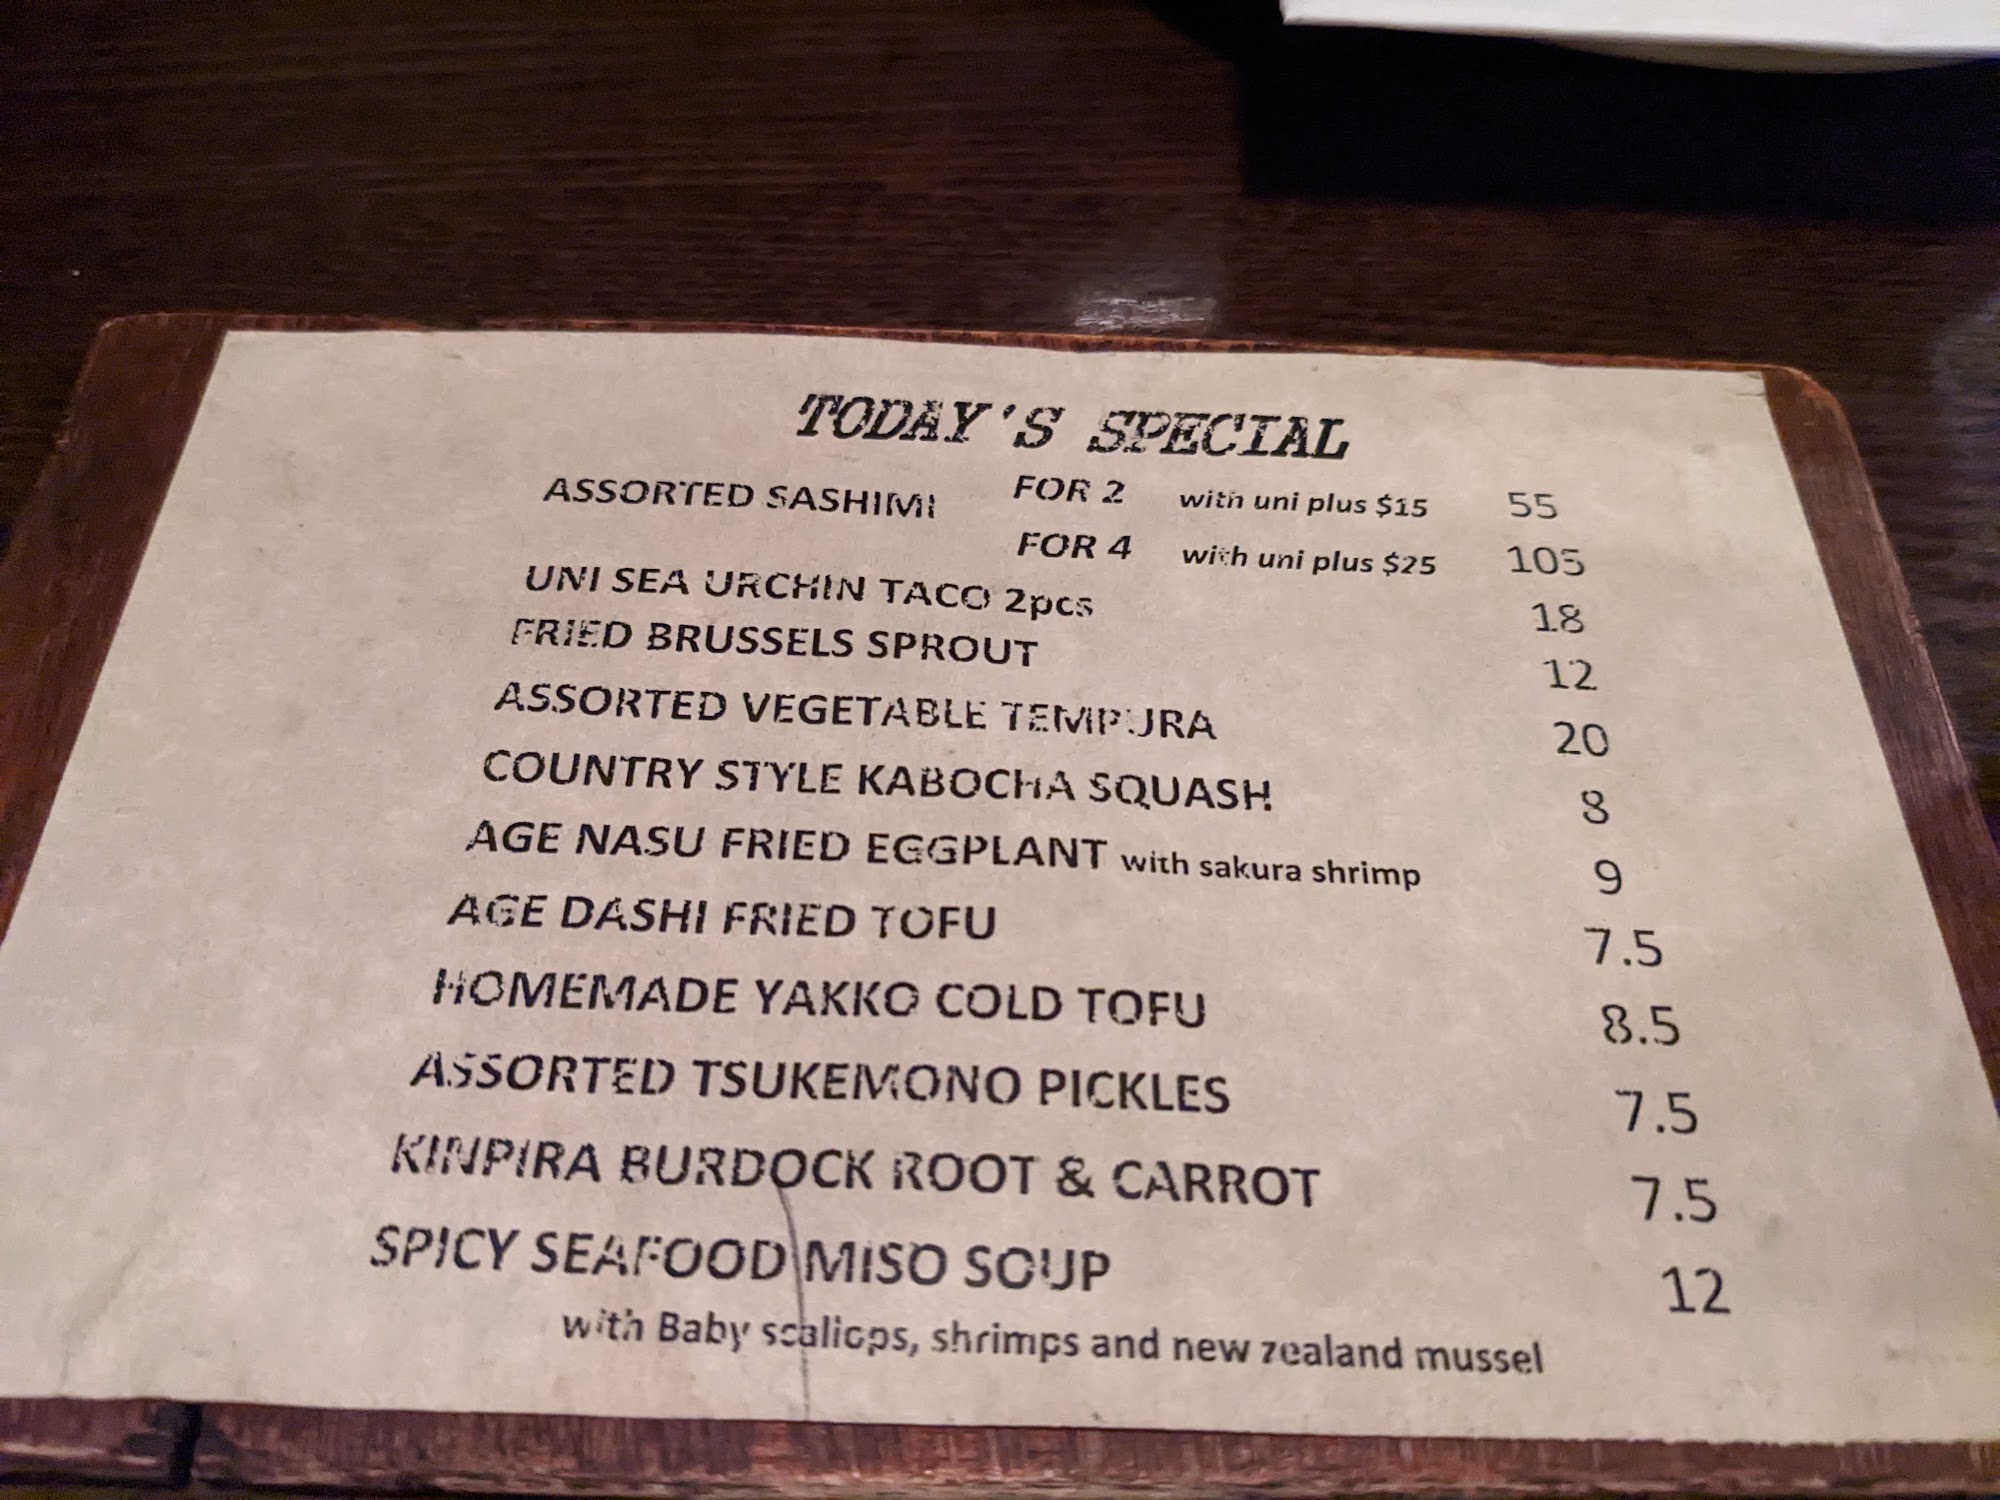 TODAY'S SPECIAL
ASSORTED SASHIMI FOR 2 with uni plus $15 55
FOR 4 with uni plus $25 105
UNI SEA URCHIN TACO 2pcs 18
FRIED BRUSSELS SPROUT 12
ASSORTED VEGETABLE TEMPURA 20
COUNTRY STYLE KABOCHA SQUASH 8
AGE NASU FRIED EGGPLANT with sakura shrimp 9
AGE DASHI FRIED TOFU 7.5
HOMEMADE YAKKO COLD TOFU 8.5
ASSORTED TSUKEMONO PICKLES 7.5
KINPIRA BURDOCK ROOT & CARROT 7.5
SPICY SEAFOOD MISO SOUP 12
with Baby scallops, shrimps and new zealand mussel